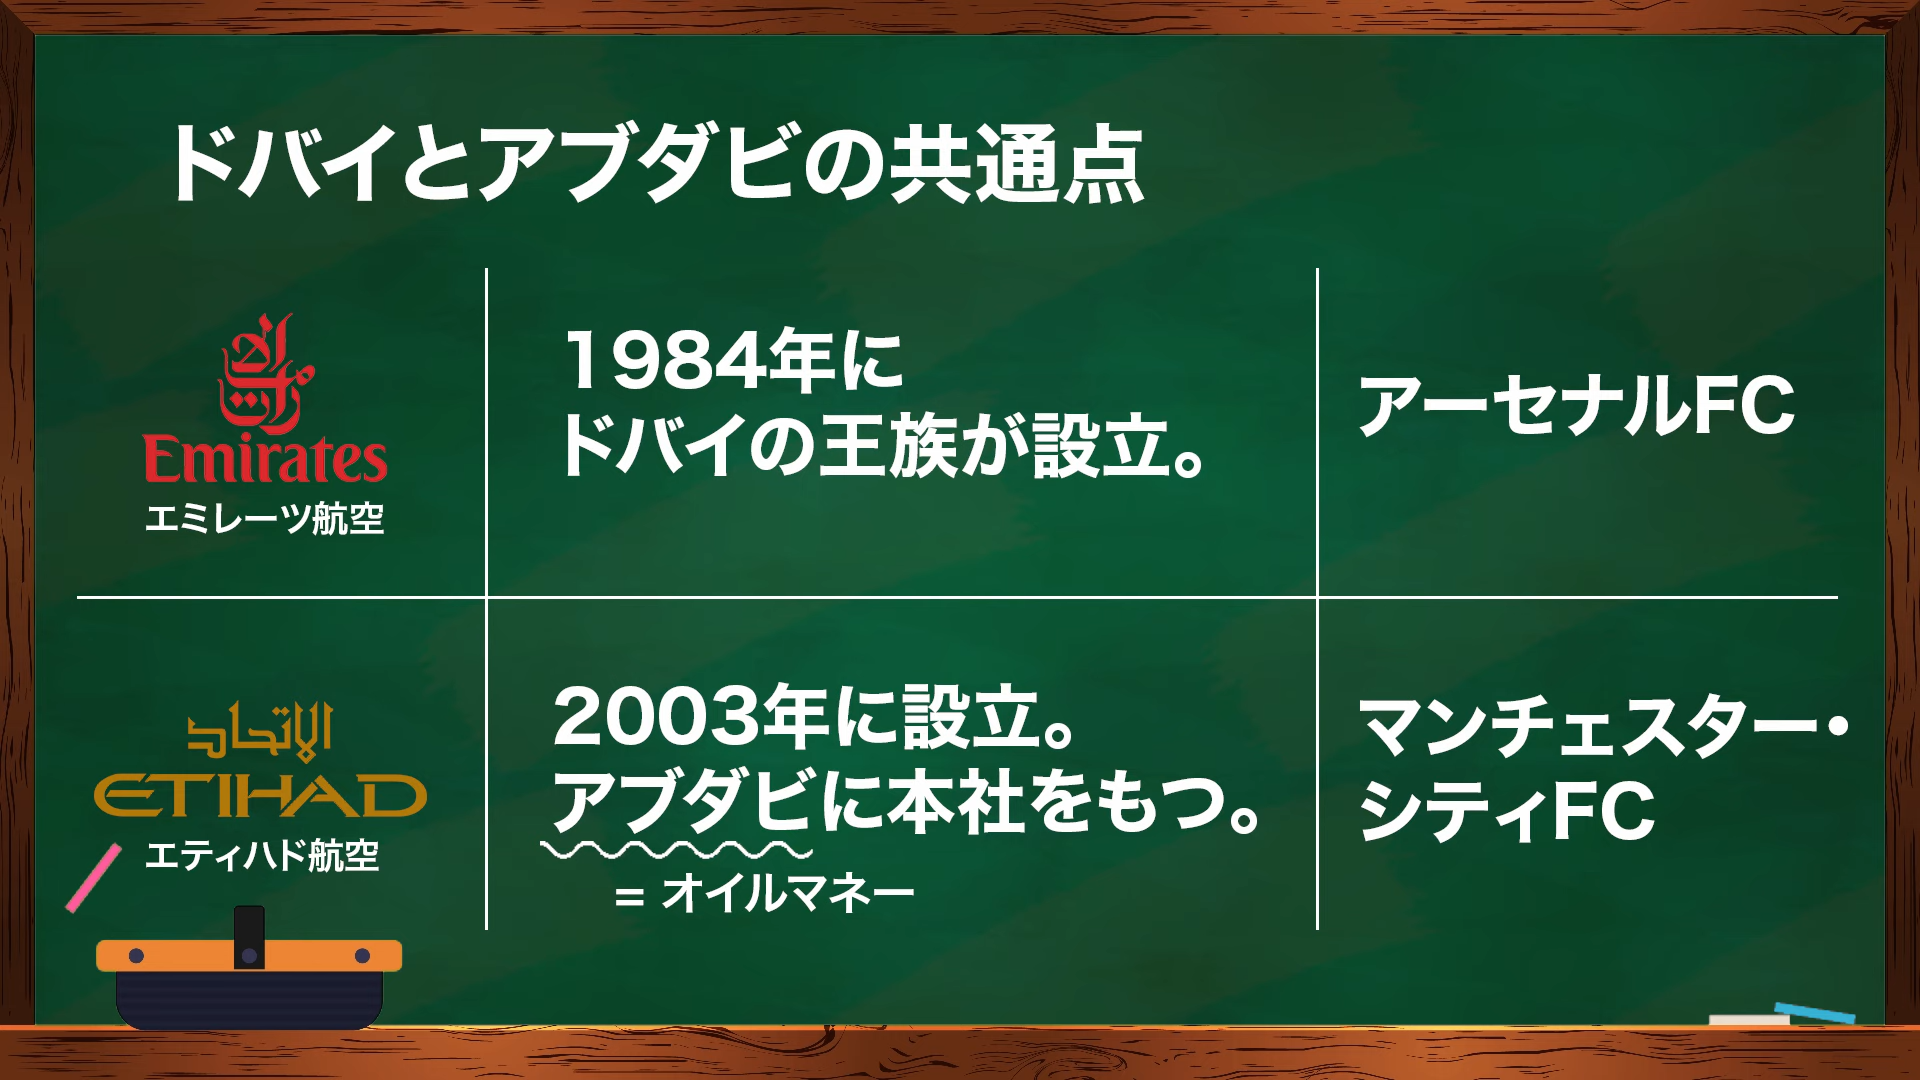 ドバイとアブダビの共通点
الإمارات
Emirates
エミレーツ航空
1984年に
ドバイの王族が設立。
アーセナルFC
الإتحاد
ETIHAD
エティハド航空
2003年に設立。
アブダビに本社をもつ。
= オイルマネー
マンチェスター・
シティFC